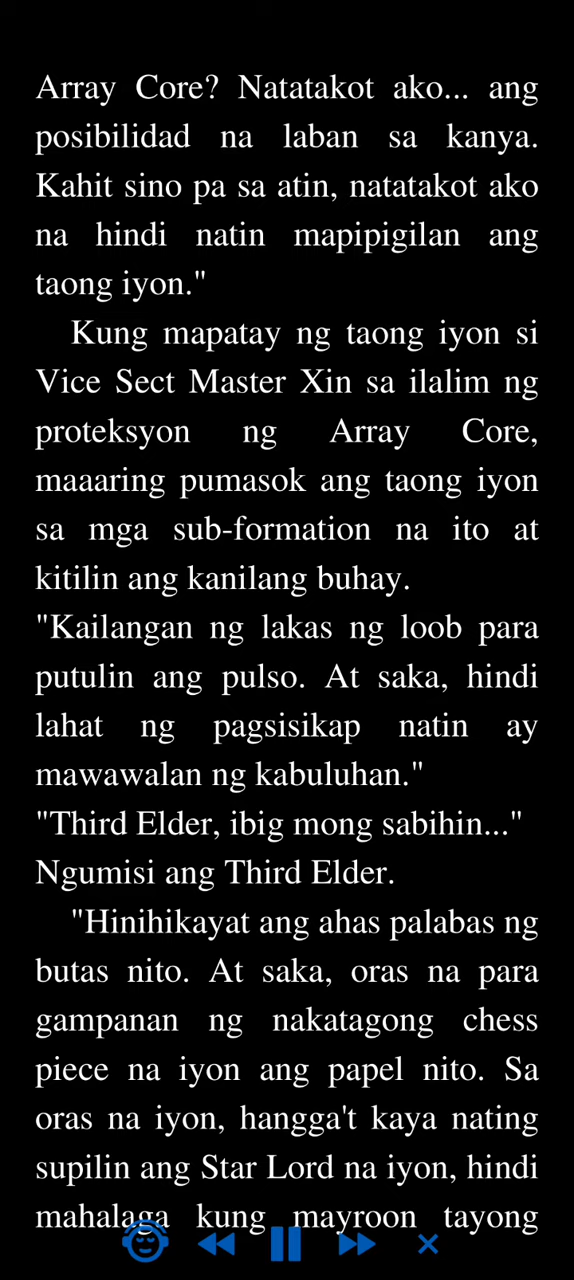 Array Core? Natatakot ako... ang
posibilidad na laban sa kanya.
Kahit sino pa sa atin, natatakot ako
na hindi natin mapipigilan ang
taong iyon."
Kung mapatay ng taong iyon si
Vice Sect Master Xin sa ilalim ng
proteksyon ng Array Core,
maaaring pumasok ang taong iyon
sa mga sub-formation na ito at
kitilin ang kanilang buhay.
"Kailangan ng lakas ng loob para
putulin ang pulso. At saka, hindi
lahat ng pagsisikap natin ay
mawawalan ng kabuluhan."
"Third Elder, ibig mong sabihin..."
Ngumisi ang Third Elder.
"Hinihikayat ang ahas palabas ng
butas nito. At saka, oras na para
gampanan ng nakatagong chess
piece na iyon ang papel nito. Sa
oras na iyon, hangga't kaya nating
supilin ang Star Lord na iyon, hindi
mahalaga kung mayroon tayong